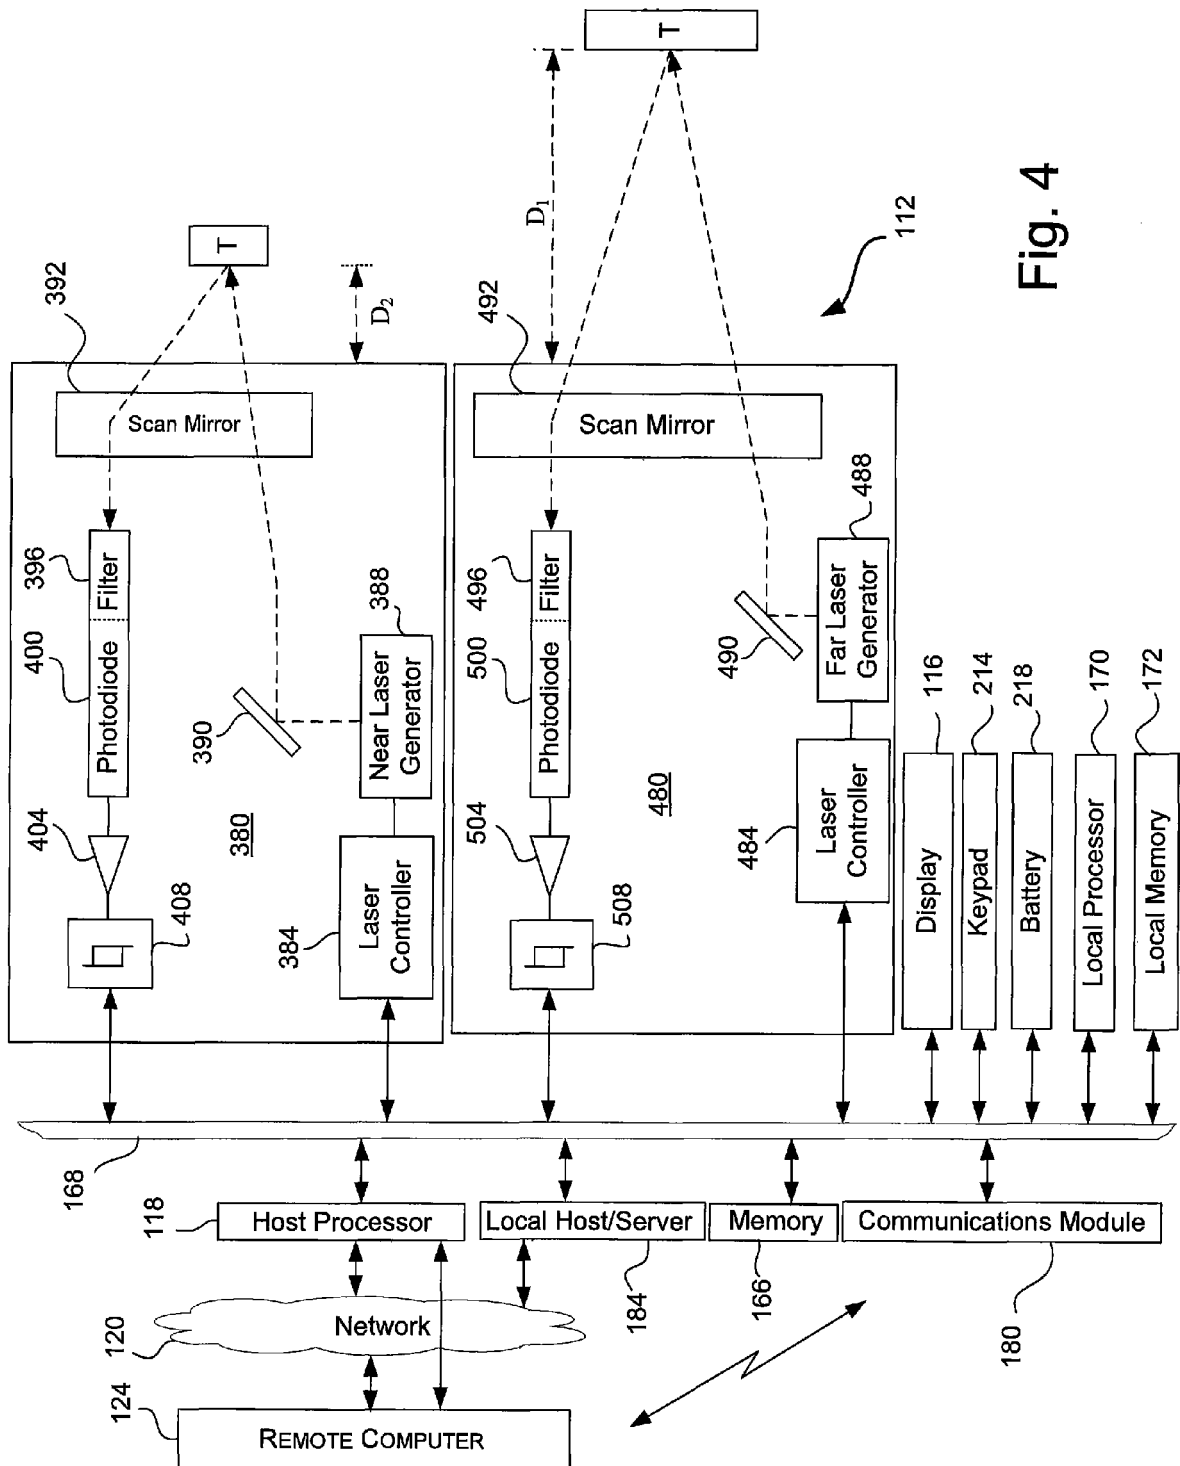 T
T
D1
D2
392
492
112
Fig. 4
Scan Mirror
Scan Mirror
396
Filter
400
Photodiode
404
408
390
388
Near Laser
Generator
380
384
Laser
Controller
496
Filter
500
Photodiode
504
508
490
488
Far Laser
Generator
480
484
Laser
Controller
Display
116
Keypad
214
Battery
218
Local Processor
170
Local Memory
172
168
118
Host Processor
Local Host/Server
184
Memory
166
Communications Module
180
120
Network
124
REMOTE COMPUTER